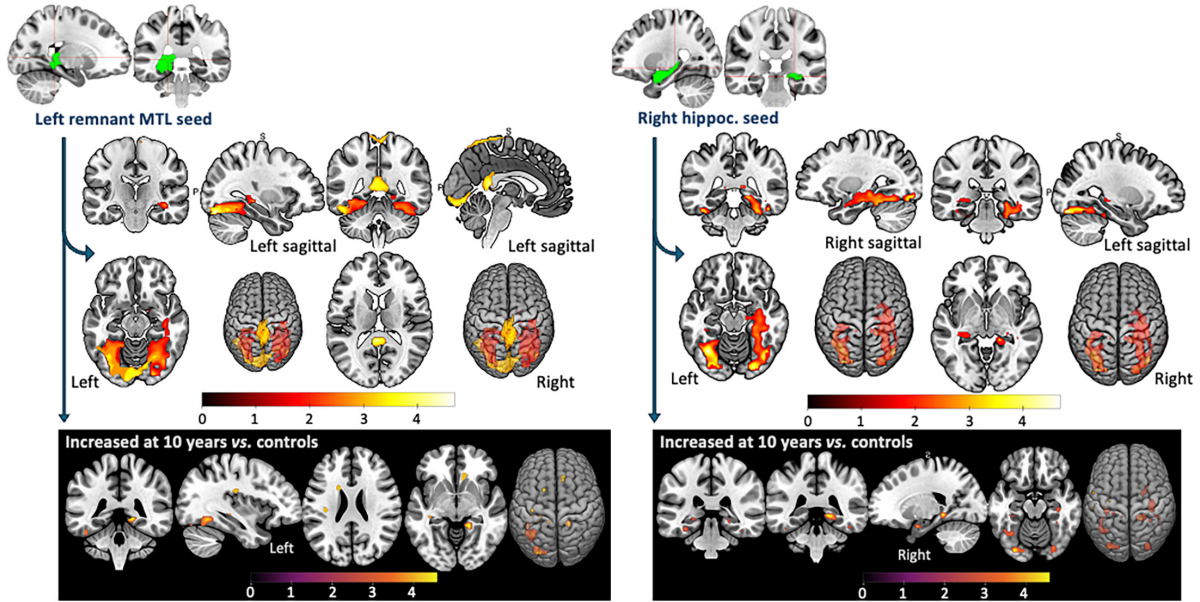 Left remnant MTL seed
S
P
Left sagittal
Left sagittal
Left
Right
0 1 2 3 4
Increased at 10 years vs. controls
Left
0 1 2 3 4
Right hippoc. seed
S
P
Right sagittal
Left sagittal
Left
Right
0 1 2 3 4
Increased at 10 years vs. controls
S
Right
0 1 2 3 4